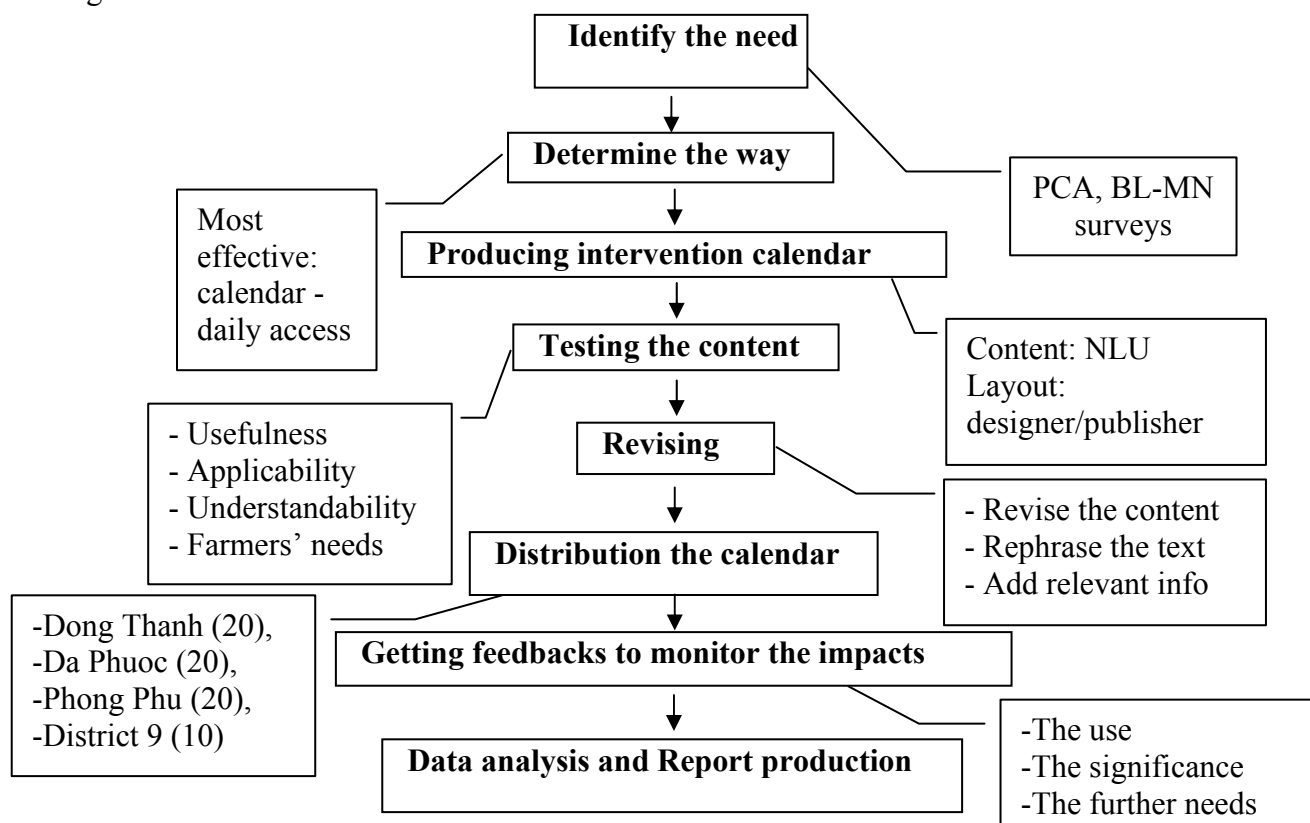 Identify the need
Determine the way
PCA, BL-MN
surveys
Most
effective:
calendar -
daily access
Producing intervention calendar
Testing the content
Content: NLU
Layout:
designer/publisher
- Usefulness
- Applicability
- Understandability
- Farmers’ needs
Revising
- Revise the content
- Rephrase the text
- Add relevant info
Distribution the calendar
-Dong Thanh (20),
-Da Phuoc (20),
-Phong Phu (20),
-District 9 (10)
Getting feedbacks to monitor the impacts
-The use
-The significance
-The further needs
Data analysis and Report production